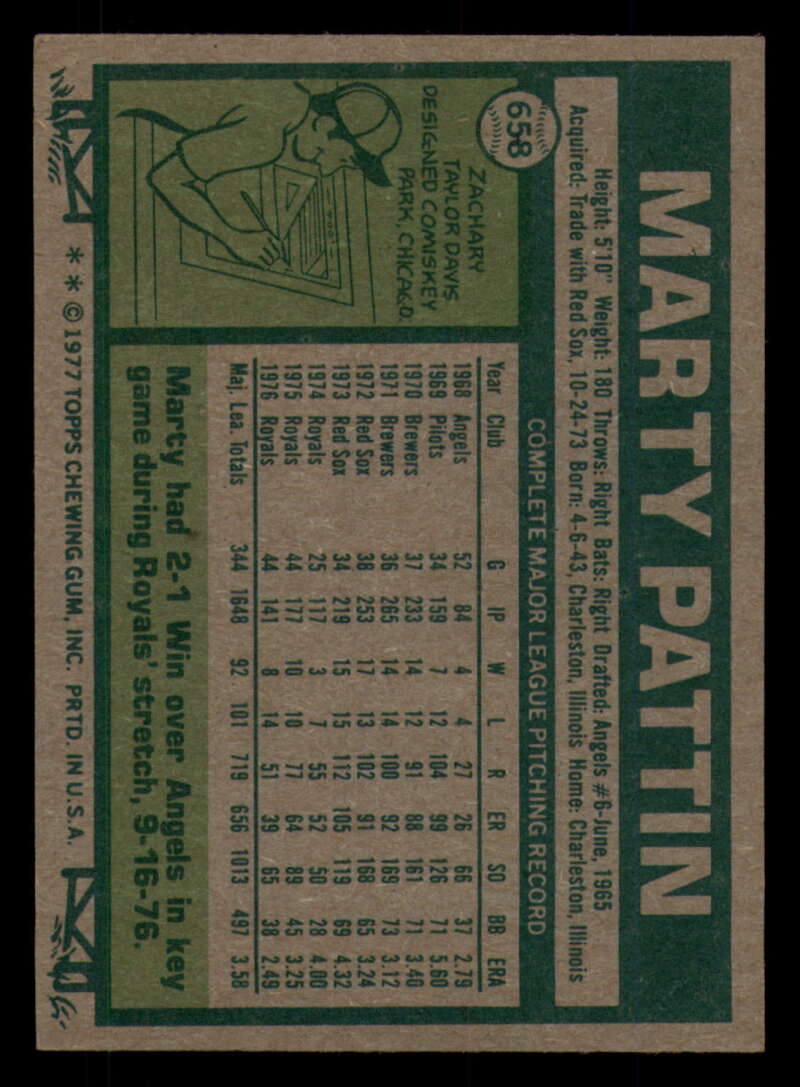 MARTY PATTIN
Height: 5'10" Weight: 180 Throws: Right Bats: Right Drafted: Angels #6-June, 1965
Acquired: Trade with Red Sox, 10-24-73 Born: 4-6-43, Charleston, Illinois Home: Charleston, Illinois
658
ZACHARY
TAYLOR DAVIS
DESIGNED COMISKEY
PARK, CHICAGO.
COMPLETE MAJOR LEAGUE PITCHING RECORD
Year Club G IP W L R ER SO BB ERA
1968 Angels 52 84 4 4 27 26 66 37 2.79
1969 Pilots 34 159 7 12 104 99 126 71 5.60
1970 Brewers 37 233 14 12 91 88 161 71 3.40
1971 Brewers 36 265 14 14 100 92 169 73 3.12
1972 Red Sox 38 253 17 13 102 91 168 65 3.24
1973 Red Sox 34 219 15 15 112 105 119 69 4.32
1974 Royals 25 117 3 7 55 52 50 28 4.00
1975 Royals 44 177 10 10 77 64 89 45 3.25
1976 Royals 44 141 8 14 51 39 65 38 2.49
Maj. Lea. Totals 344 1648 92 101 719 656 1013 497 3.58
Marty had 2-1 Win over Angels in key
game during Royals' stretch, 9-16-76.
* * © 1977 TOPPS CHEWING GUM, INC. PRTD. IN U.S.A.